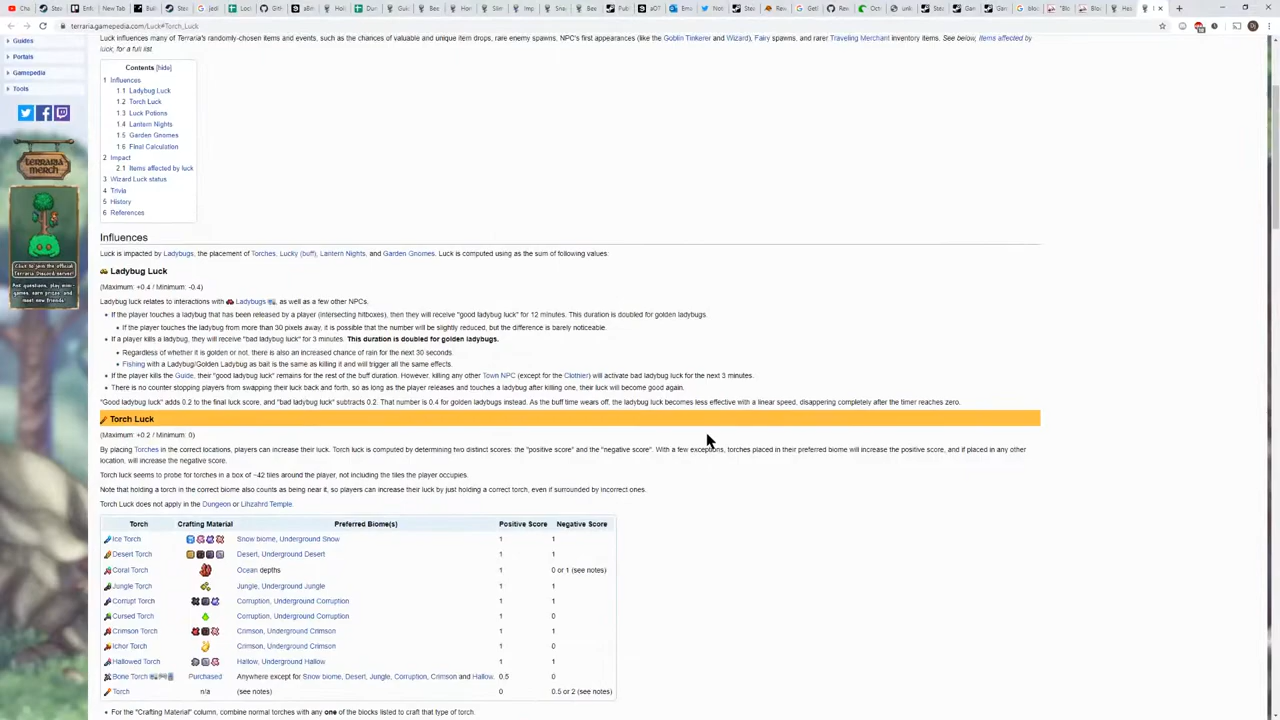 terraria.gamepedia.com/Luck#Torch_Luck
Luck influences many of Terraria's randomly-chosen items and events, such as the chances of valuable and unique item drops, rare enemy spawns, NPC's first appearances (like the Goblin Tinkerer and Wizard), Fairy spawns, and rarer Traveling Merchant inventory items. See below, Items affected by
luck, for a full list
Guides
Portals
Gamepedia
Tools
TERRARIA
MERCH
Contents [hide]
1 Influences
1.1 Ladybug Luck
1.2 Torch Luck
1.3 Luck Potions
1.4 Lantern Nights
1.5 Garden Gnomes
1.6 Final Calculation
2 Impact
2.1 Items affected by luck
3 Wizard Luck status
4 Trivia
5 History
6 References
Influences
Luck is impacted by Ladybugs, the placement of Torches, Lucky (buff), Lantern Nights, and Garden Gnomes. Luck is computed using as the sum of following values:
Ladybug Luck
(Maximum: +0.4 / Minimum: -0.4)
Ladybug luck relates to interactions with Ladybugs, as well as a few other NPCs.
If the player touches a ladybug that has been released by a player (intersecting hitboxes), then they will receive "good ladybug luck" for 12 minutes. This duration is doubled for golden ladybugs.
If the player touches the ladybug from more than 30 pixels away, it is possible that the number will be slightly reduced, but the difference is barely noticeable.
If a player kills a ladybug, they will receive "bad ladybug luck" for 3 minutes. This duration is doubled for golden ladybugs.
Regardless of whether it is golden or not, there is also an increased chance of rain for the next 30 seconds.
Fishing with a Ladybug/Golden Ladybug as bait is the same as killing it and will trigger all the same effects.
If the player kills the Guide, their "good ladybug luck" remains for the rest of the buff duration. However, killing any other Town NPC (except for the Clothier) will activate bad ladybug luck for the next 3 minutes.
There is no counter stopping players from swapping their luck back and forth, so as long as the player releases and touches a ladybug after killing one, their luck will become good again.
"Good ladybug luck" adds 0.2 to the final luck score, and "bad ladybug luck" subtracts 0.2. That number is 0.4 for golden ladybugs instead. As the buff time wears off, the ladybug luck becomes less effective with a linear speed, disappearing completely after the timer reaches zero.
Torch Luck
(Maximum: +0.2 / Minimum: 0)
By placing Torches in the correct locations, players can increase their luck. Torch luck is computed by determining two distinct scores: the "positive score" and the "negative score". With a few exceptions, torches placed in their preferred biome will increase the positive score, and if placed in any other
location, will increase the negative score.
Torch luck seems to probe for torches in a box of ~42 tiles around the player, not including the tiles the player occupies.
Note that holding a torch in the correct biome also counts as being near it, so players can increase their luck by just holding a correct torch, even if surrounded by incorrect ones.
Torch Luck does not apply in the Dungeon or Lihzahrd Temple.
Torch Crafting Material Preferred Biome(s) Positive Score Negative Score
Ice Torch Snow biome, Underground Snow 1 1
Desert Torch Desert, Underground Desert 1 1
Coral Torch Ocean depths 1 0 or 1 (see notes)
Jungle Torch Jungle, Underground Jungle 1 1
Corrupt Torch Corruption, Underground Corruption 1 1
Cursed Torch Corruption, Underground Corruption 1 0
Crimson Torch Crimson, Underground Crimson 1 1
Ichor Torch Crimson, Underground Crimson 1 0
Hallowed Torch Hallow, Underground Hallow 1 1
Bone Torch Purchased Anywhere except for Snow biome, Desert, Jungle, Corruption, Crimson and Hallow. 0.5 0
Torch n/a (see notes) 0.5 or 2 (see notes)
For the "Crafting Material" column, combine normal torches with any one of the blocks listed to craft that type of torch.